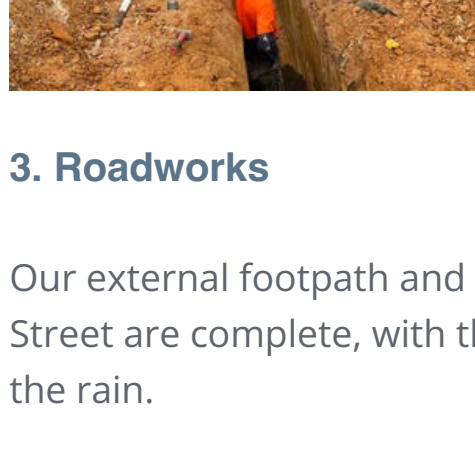 3. Roadworks
Our external footpath and
Street are complete, with
the rain.